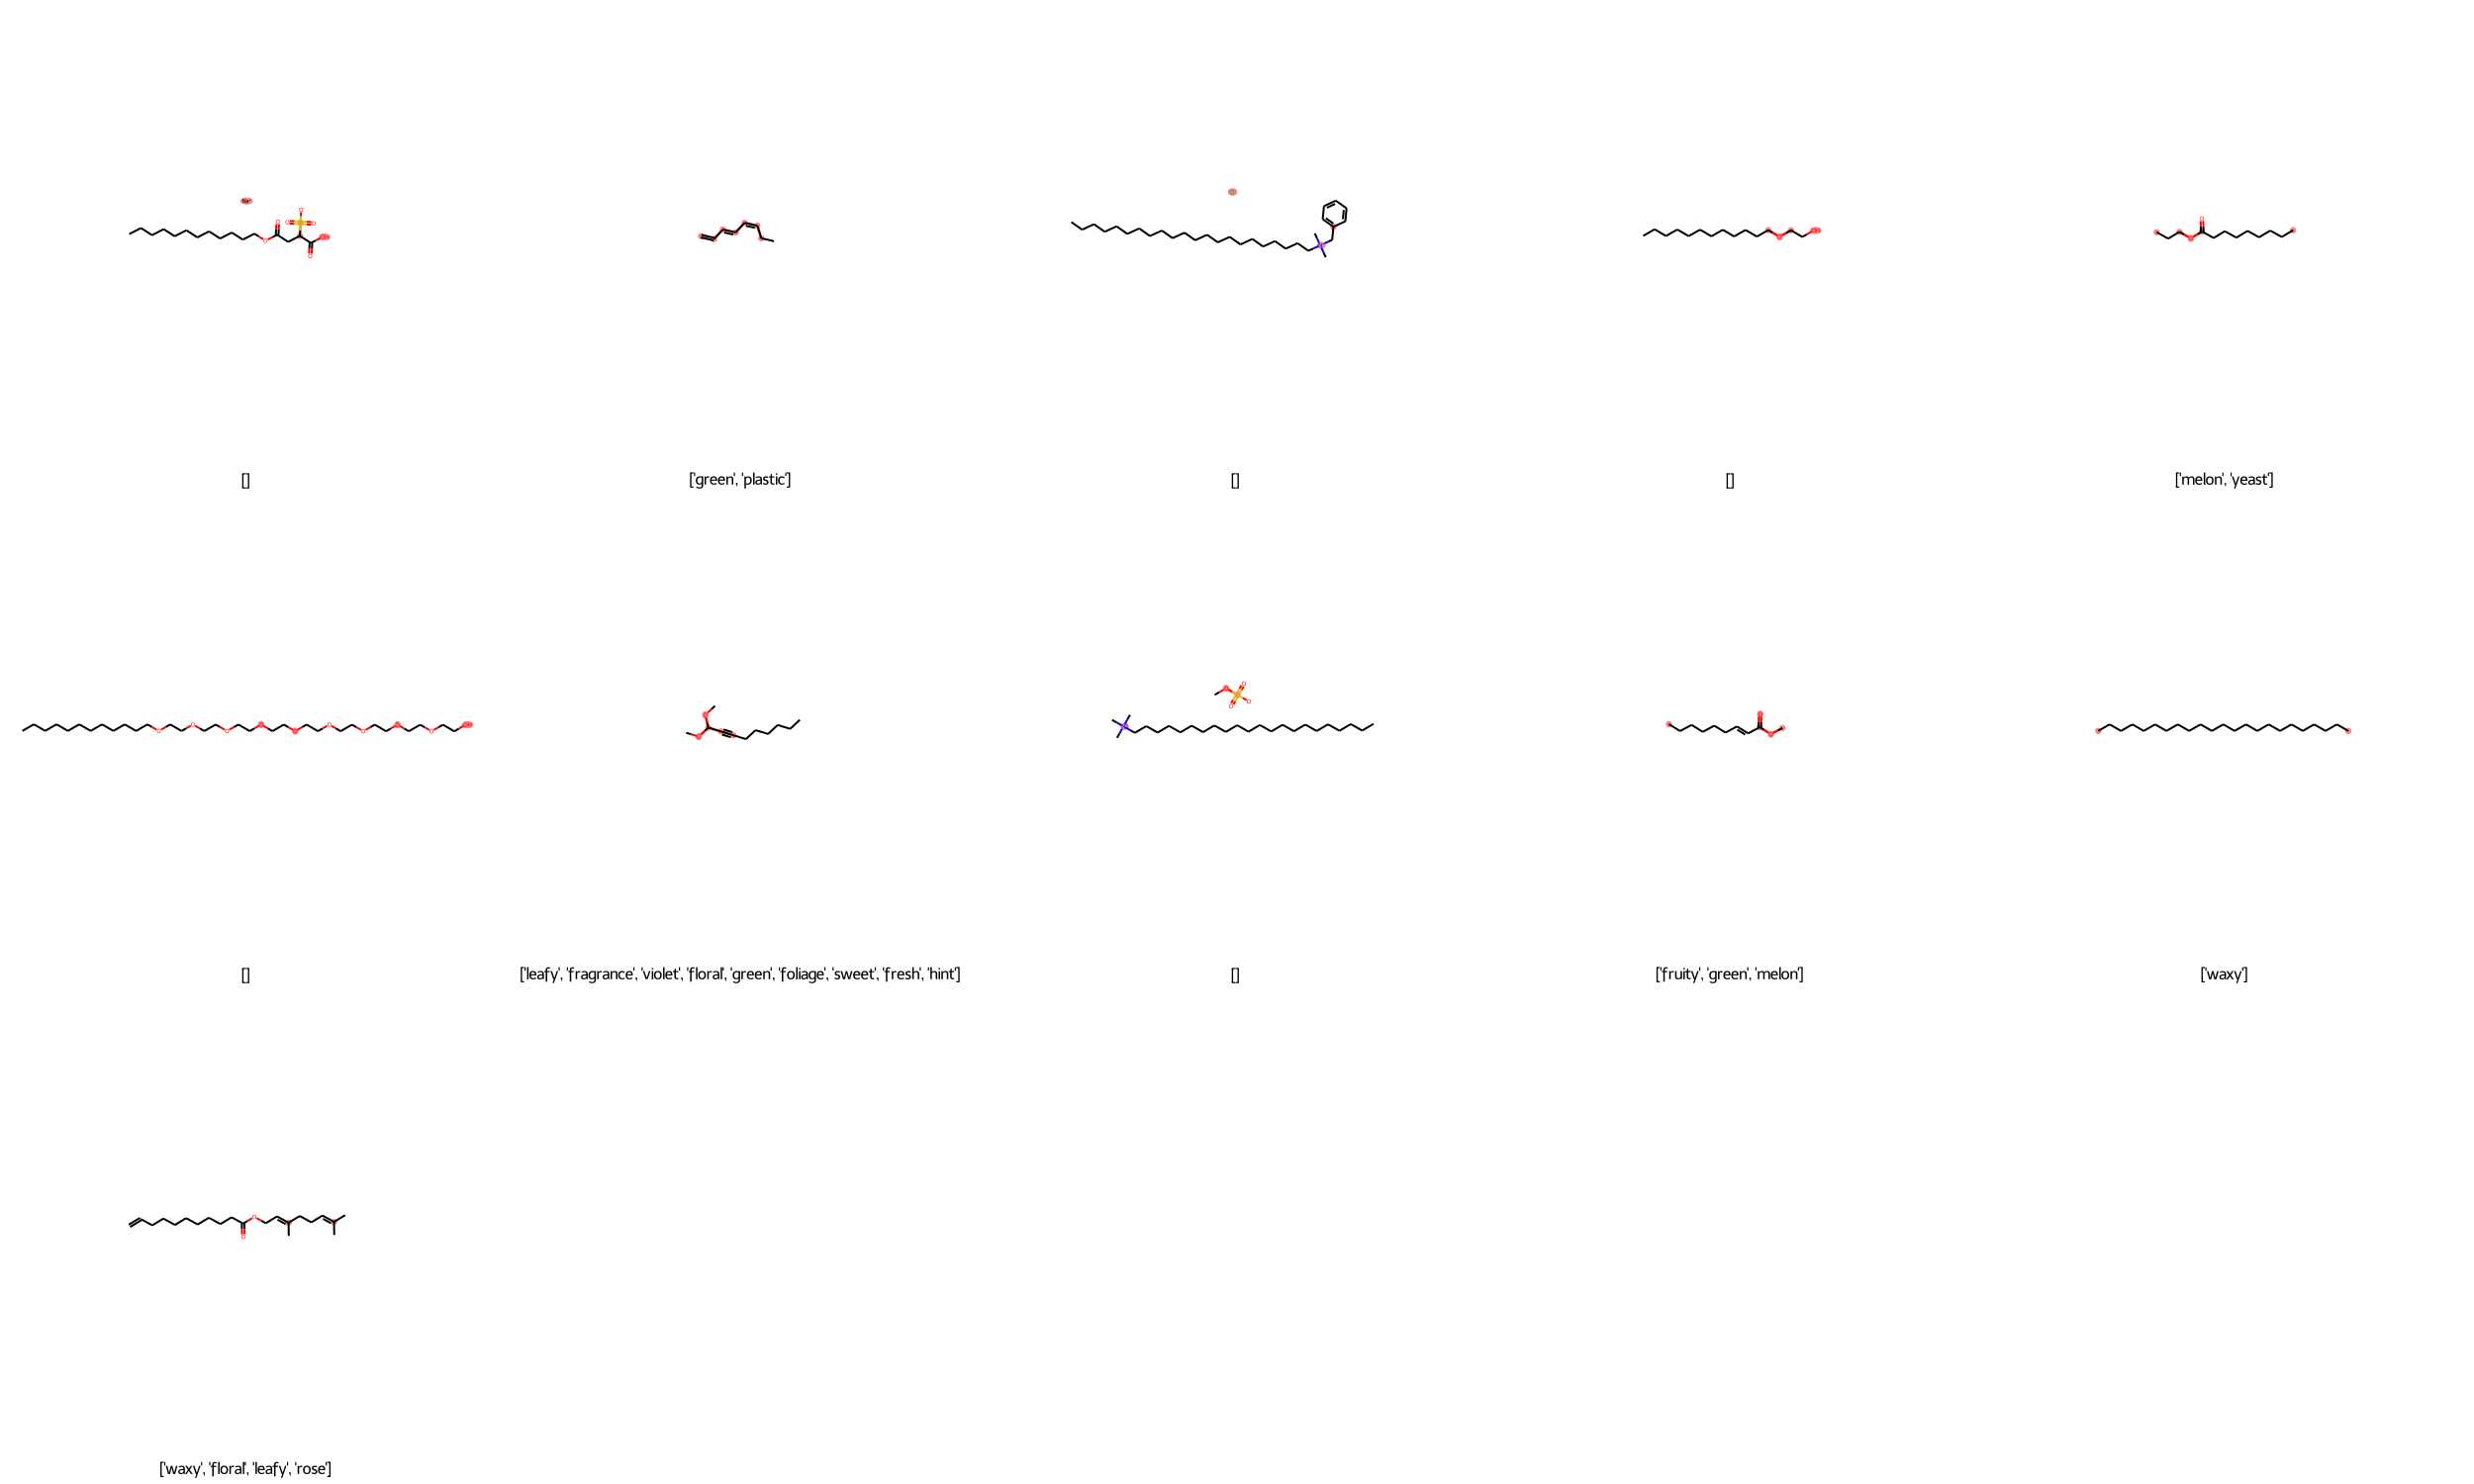 []
['green', 'plastic']
[]
[]
['melon', 'yeast']
[]
['leafy', 'fragrance', 'violet', 'floral', 'green', 'foliage', 'sweet', 'fresh', 'hint']
[]
['fruity', 'green', 'melon']
['waxy']
['waxy', 'floral', 'leafy', 'rose']